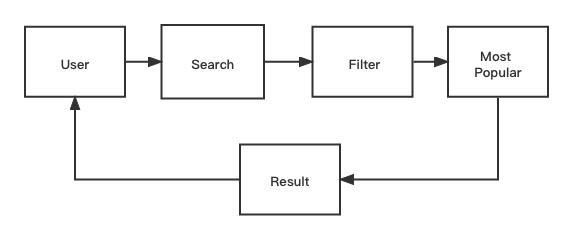 User
Search
Filter
Most
Popular
Result